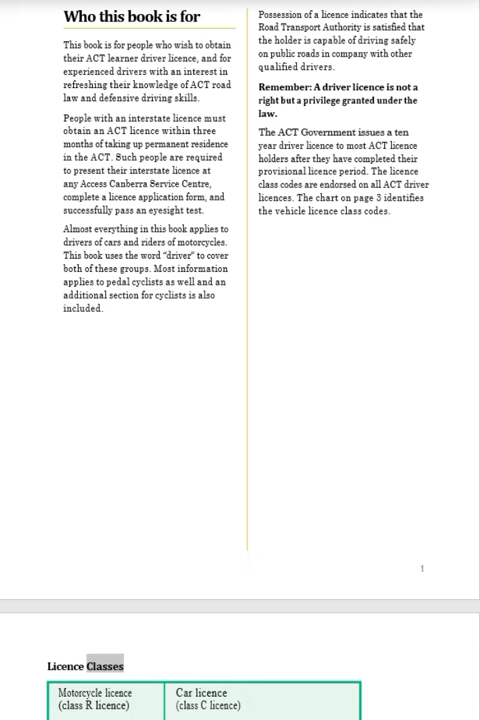 Who this book is for
This book is for people who wish to obtain
their ACT learner driver licence, and for
experienced drivers with an interest in
refreshing their knowledge of ACT road
law and defensive driving skills.
People with an interstate licence must
obtain an ACT licence within three
months of taking up permanent residence
in the ACT. Such people are required
to present their interstate licence at
any Access Canberra Service Centre,
complete a licence application form, and
successfully pass an eyesight test.
Almost everything in this book applies to
drivers of cars and riders of motorcycles.
This book uses the word "driver" to cover
both of these groups. Most information
applies to pedal cyclists as well and an
additional section for cyclists is also
included.
Possession of a licence indicates that the
Road Transport Authority is satisfied that
the holder is capable of driving safely
on public roads in company with other
qualified drivers.
Remember: A driver licence is not a
right but a privilege granted under the
law.
The ACT Government issues a ten
year driver licence to most ACT licence
holders after they have completed their
provisional licence period. The licence
class codes are endorsed on all ACT driver
licences. The chart on page 3 identifies
the vehicle licence class codes.
1
Licence Classes
Motorcycle licence
(class R licence)
Car licence
(class C licence)